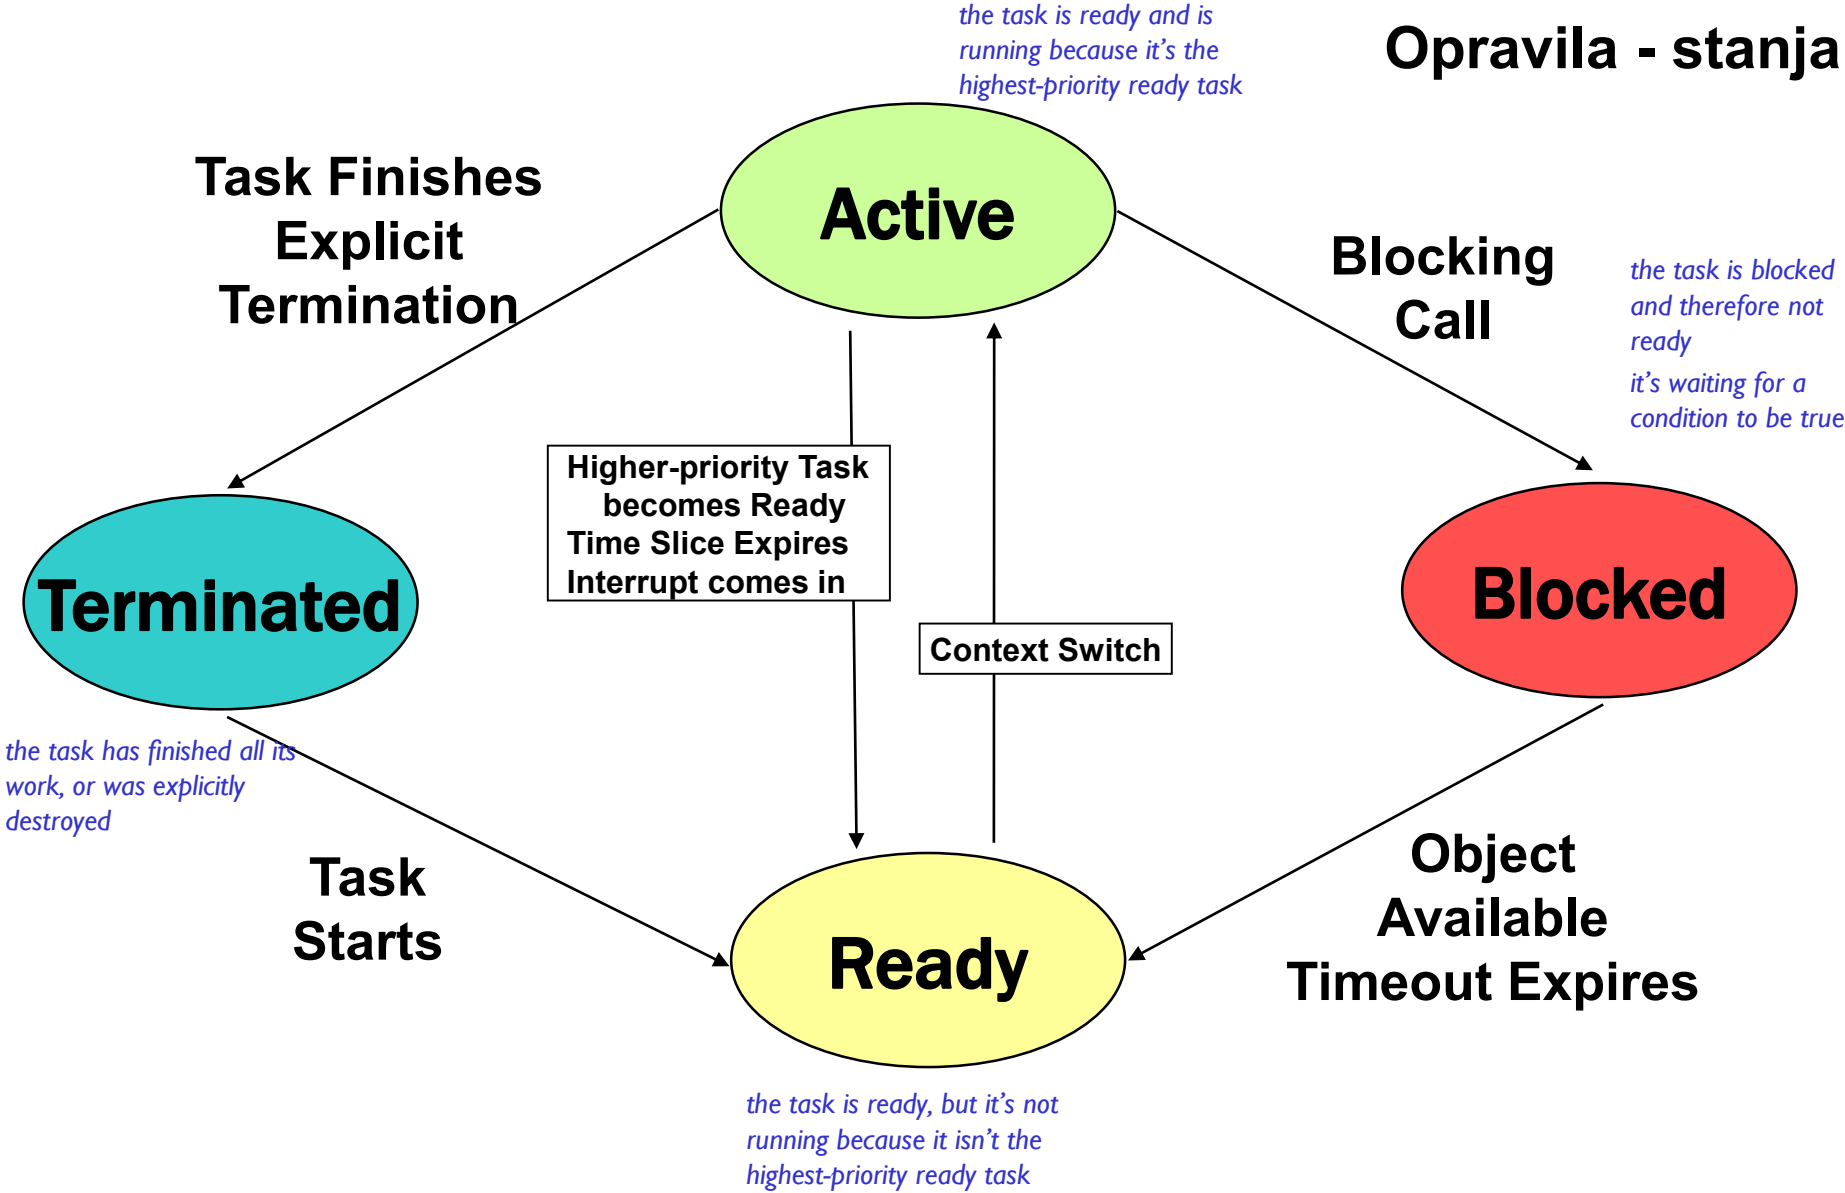 the task is ready and is
running because it's the
highest-priority ready task
Opravila - stanja
Task Finishes
Explicit
Termination
Active
Blocking
Call
the task is blocked
and therefore not
ready
it's waiting for a
condition to be true
Higher-priority Task
becomes Ready
Time Slice Expires
Interrupt comes in
Terminated
Context Switch
Blocked
the task has finished all its
work, or was explicitly
destroyed
Task
Starts
Ready
Object
Available
Timeout Expires
the task is ready, but it's not
running because it isn't the
highest-priority ready task